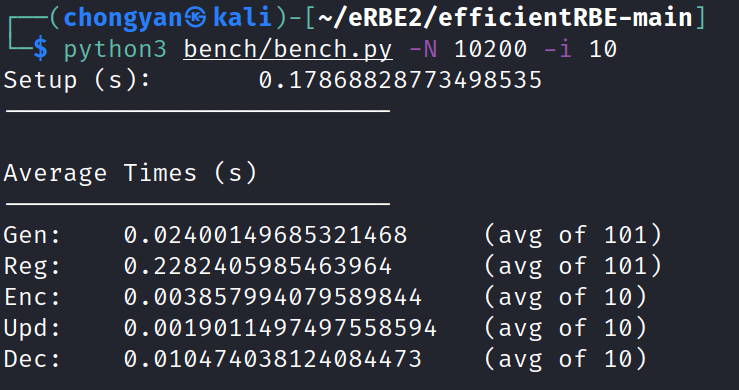 ┌──(chongyan㉿kali)-[~/eRBE2/efficientRBE-main]
└─$ python3 bench/bench.py -N 10200 -i 10
Setup (s):       0.17868828773498535
──────────────────────────
Average Times (s)
──────────────────────────
Gen:    0.02400149685321468     (avg of 101)
Reg:    0.2282405985463964      (avg of 101)
Enc:    0.003857994079589844    (avg of 10)
Upd:    0.0019011497497558594   (avg of 10)
Dec:    0.010474038124084473    (avg of 10)